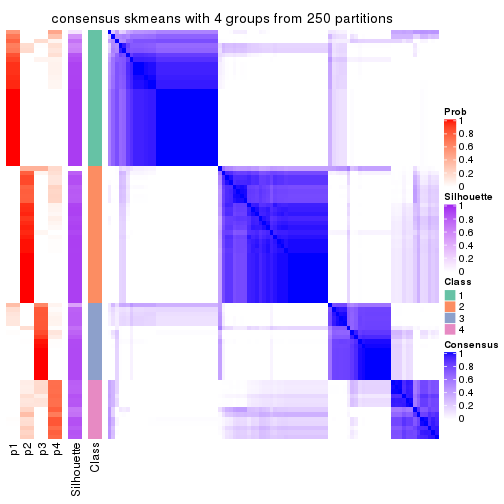 consensus skmeans with 4 groups from 250 partitions
Prob
1
0.8
0.6
0.4
0.2
0
Silhouette
1
0.8
0.6
0.4
0.2
0
Class
1
2
3
4
Consensus
1
0.8
0.6
0.4
0.2
0
p1
p2
p3
p4
Silhouette
Class